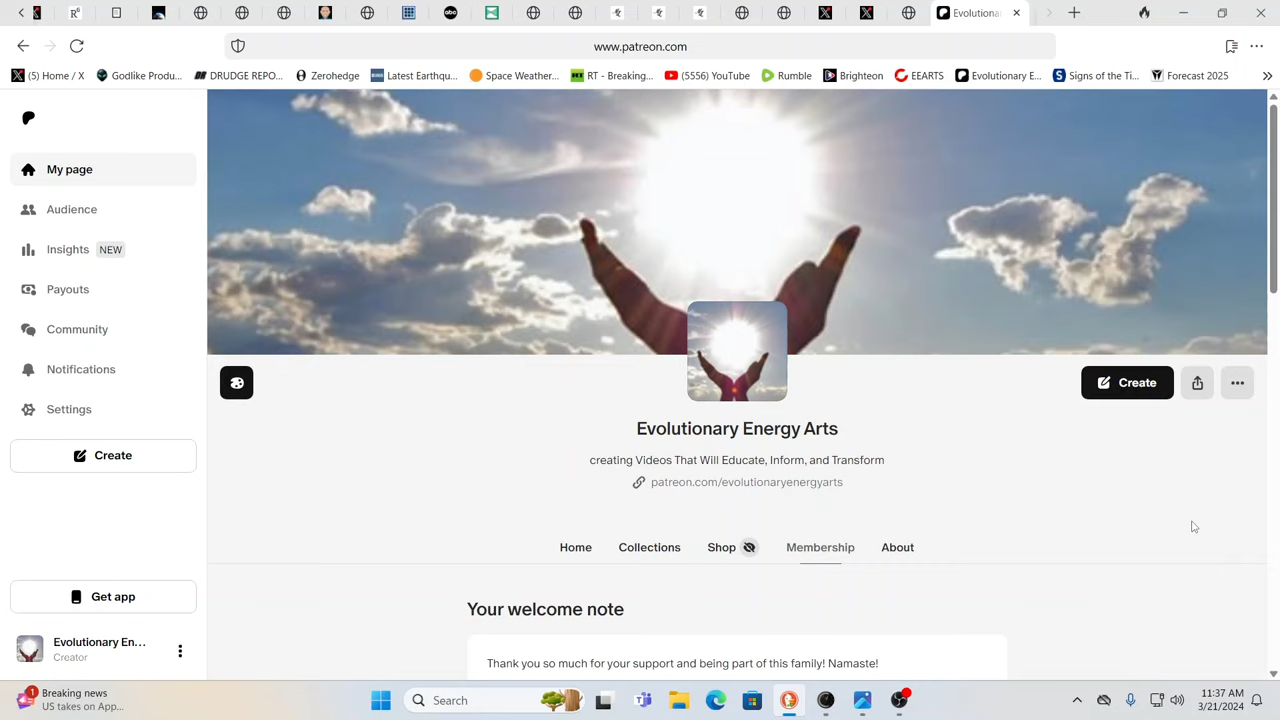 Evolutiona
www.patreon.com
(5) Home / X
Godlike Produ...
DRUDGE REPO...
Zerohedge
Latest Earthqu...
Space Weather...
RT - Breaking...
(5556) YouTube
Rumble
Brighteon
EEARTS
Evolutionary E...
Signs of the Ti...
Forecast 2025
My page
Audience
Insights NEW
Payouts
Community
Notifications
Settings
Create
Get app
Evolutionary En...
Creator
Create
Evolutionary Energy Arts
creating Videos That Will Educate, Inform, and Transform
patreon.com/evolutionaryenergyarts
Home Collections Shop Membership About
Your welcome note
Thank you so much for your support and being part of this family! Namaste!
1
Breaking news
US takes on App...
Search
11:37 AM
3/21/2024